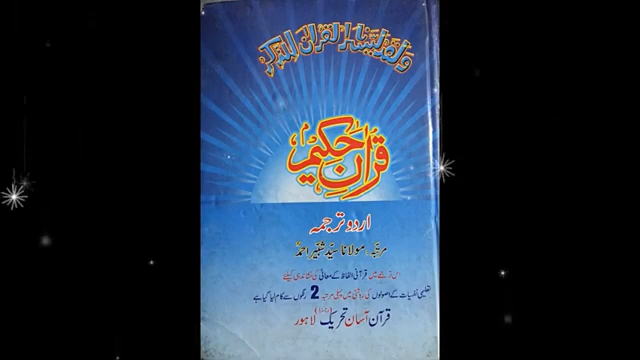 ولقد یسرنا القرآن للذکر
قرآن حکیم
اردو ترجمہ
مرتبہ: مولانا سید شبیر احمدؒ
اس ترجمے میں قرآنی الفاظ کے معانی کی نشاندہی کیلئے
تعلیمی نفسیات کے اصولوں کی روشنی میں پہلی مرتبہ 2 رنگوں سے کام لیا گیا ہے
قرآن آسان تحریک لاہور